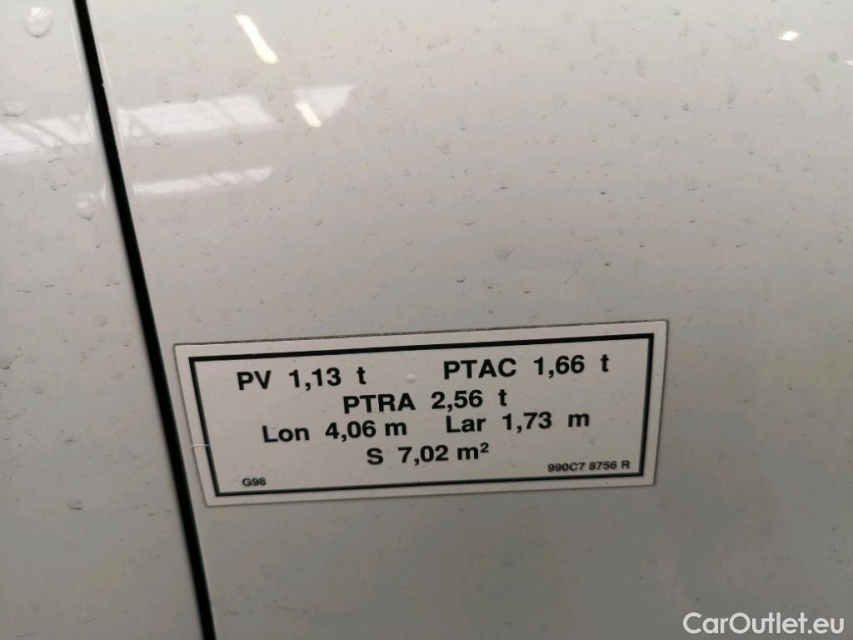 PV 1,13 t PTAC 1,66 t
PTRA 2,56 t
Lon 4,06 m Lar 1,73 m
S 7,02 m²
G98 990C7 8756 R
CarOutlet.eu